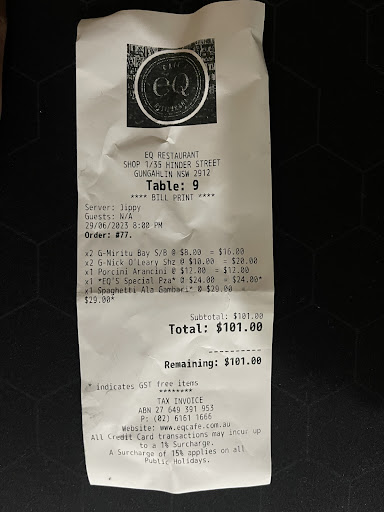 CAFE
eQ
EQ RESTAURANT
SHOP 1/35 HINDER STREET
GUNGAHLIN NSW 2912
Table: 9
**** BILL PRINT ****
Server: Jippy
Guests: N/A
29/06/2023 8:00 PM
Order: #77.
x2 G-Miritu Bay S/B @ $8.00 = $16.00
x2 G-Nick O'Leary Shz @ $10.00 = $20.00
x1 Porcini Arancini @ $12.00 = $12.00
x1 *EQ'S Special Pza* @ $24.00 = $24.00*
x1 Spaghetti Ala Gambari* @ $29.00 =
$29.00*
Subtotal: $101.00
Total: $101.00
------------
Remaining: $101.00
* indicates GST free items
********
TAX INVOICE
ABN 27 649 391 953
P: (02) 6161 1666
Website: www.eqcafe.com.au
All Credit Card transactions may incur up
to a 1% Surcharge.
A Surcharge of 15% applies on all
Public Holidays.